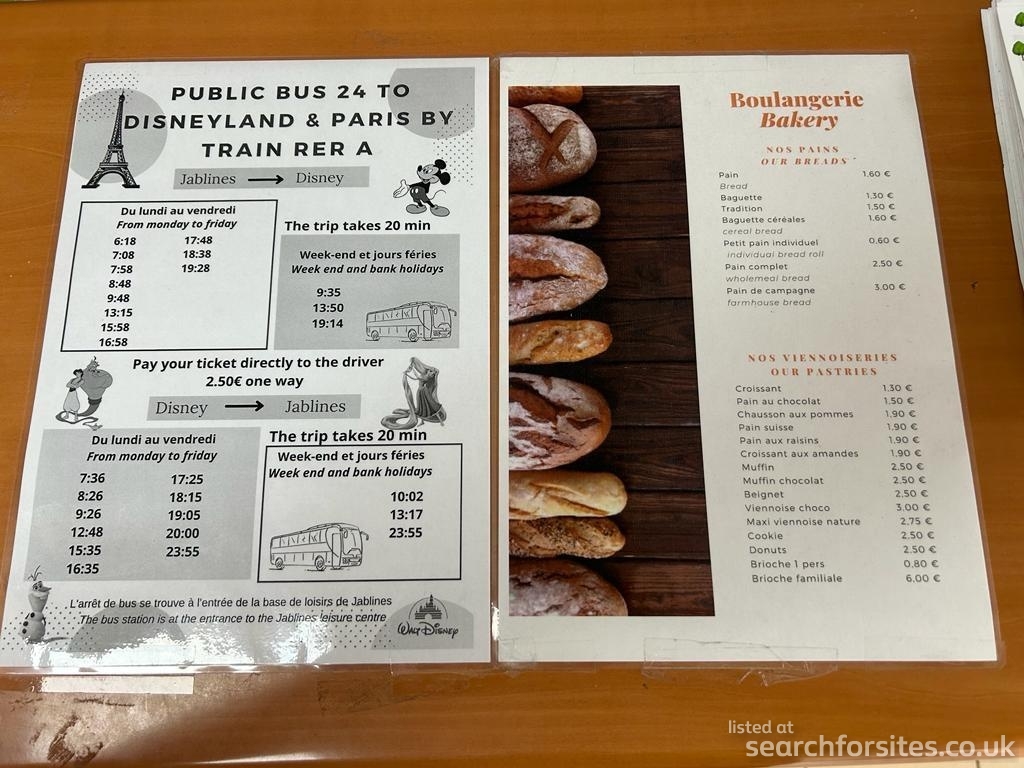 PUBLIC BUS 24 TO
DISNEYLAND & PARIS BY
TRAIN RER A
Jablines → Disney
Du lundi au vendredi
From monday to friday
6:18 17:48
7:08 18:38
7:58 19:28
8:48
9:48
13:15
15:58
16:58
The trip takes 20 min
Week-end et jours féries
Week end and bank holidays
9:35
13:50
19:14
Pay your ticket directly to the driver
2.50€ one way
Disney → Jablines
Du lundi au vendredi
From monday to friday
7:36 17:25
8:26 18:15
9:26 19:05
12:48 20:00
15:35 23:55
16:35
The trip takes 20 min
Week-end et jours féries
Week end and bank holidays
10:02
13:17
23:55
L'arrêt de bus se trouve à l'entrée de la base de loisirs de Jablines
The bus station is at the entrance to the Jablines leisure centre
WALT DISNEY
Boulangerie
Bakery
NOS PAINS
OUR BREADS
Pain 1.60 €
Bread
Baguette 1.30 €
Tradition 1.50 €
Baguette céréales 1.60 €
cereal bread
Petit pain individuel 0.60 €
individual bread roll
Pain complet 2.50 €
wholemeal bread
Pain de campagne 3.00 €
farmhouse bread
NOS VIENNOISERIES
OUR PASTRIES
Croissant 1.30 €
Pain au chocolat 1.50 €
Chausson aux pommes 1.90 €
Pain suisse 1.90 €
Pain aux raisins 1.90 €
Croissant aux amandes 1.90 €
Muffin 2.50 €
Muffin chocolat 2.50 €
Beignet 2.50 €
Viennoise choco 3.00 €
Maxi viennoise nature 2,75 €
Cookie 2.50 €
Donuts 2.50 €
Brioche 1 pers 0.80 €
Brioche familiale 6.00 €
listed at
searchforsites.co.uk